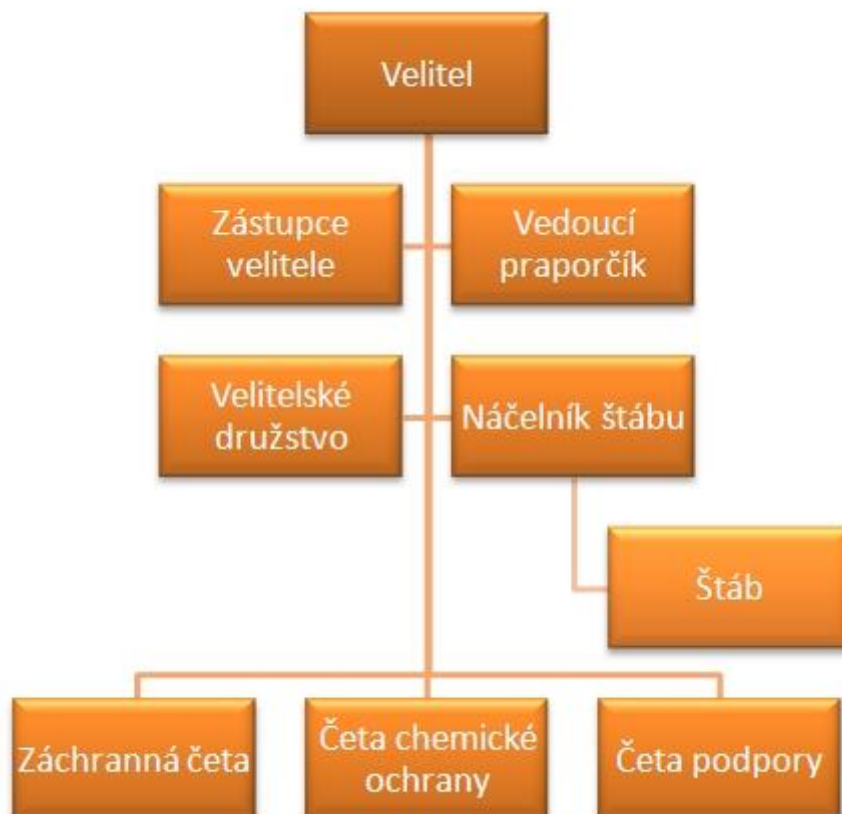 Velitel
Zástupce
velitele
Vedoucí
praporčík
Velitelské
družstvo
Náčelník štábu
Štáb
Záchranná četa
Četa chemické
ochrany
Četa podpory